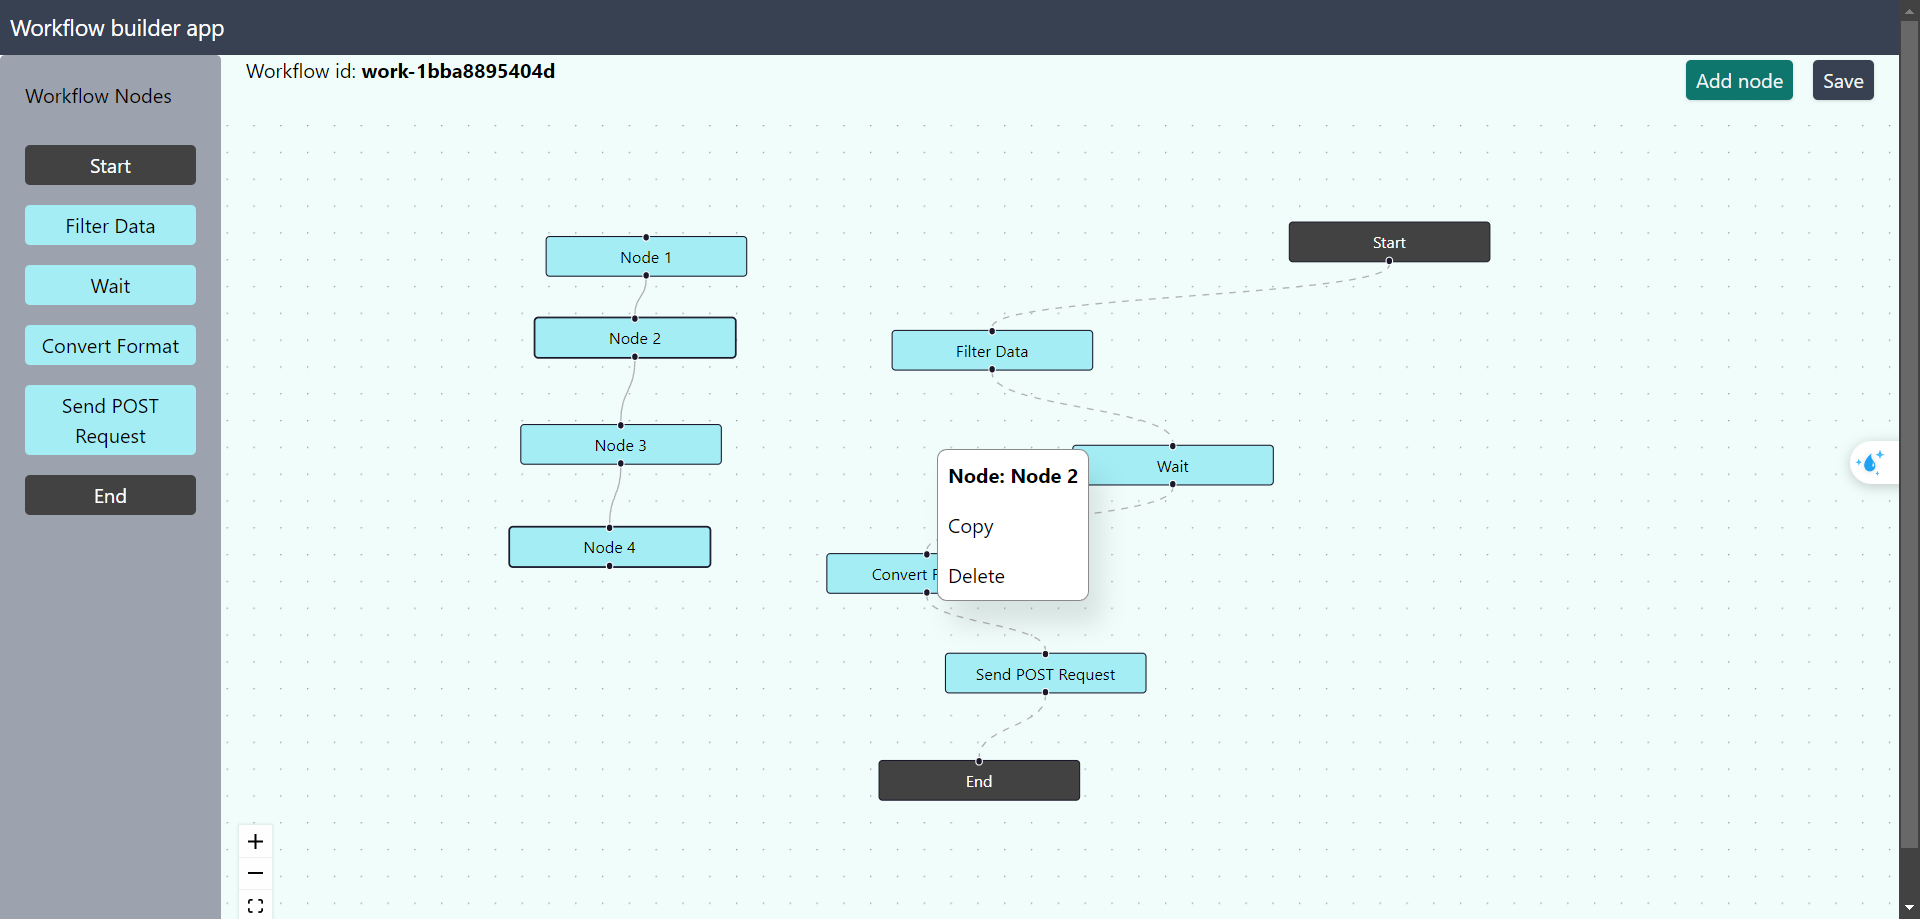 Workflow builder app
Workflow id: work-1bba8895404d
Add node
Save
Workflow Nodes
Start
Filter Data
Wait
Convert Format
Send POST
Request
End
Start
Node 1
Node 2
Filter Data
Node 3
Wait
Node: Node 2
Copy
Delete
Node 4
Convert F
Send POST Request
End